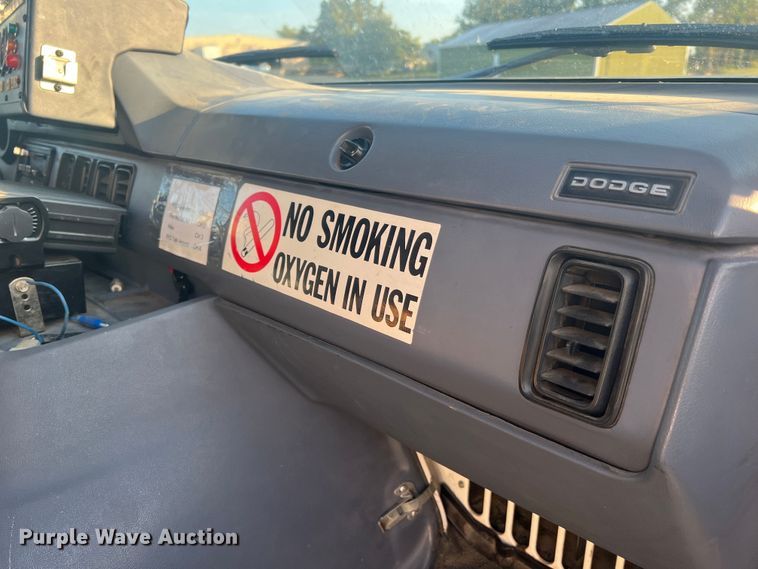 DODGE
NO SMOKING
OXYGEN IN USE
Purple Wave Auction